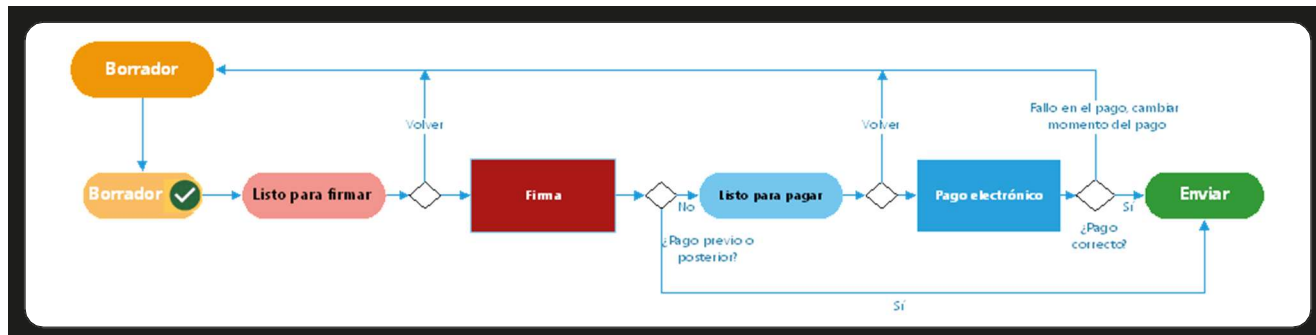 Borrador
Fallo en el pago, cambiar
momento del pago
Volver
Volver
Borrador
Listo para firmar
Firma
No
Listo para pagar
Pago electrónico
Sí
Enviar
¿Pago previo o
posterior?
¿Pago
correcto?
Sí